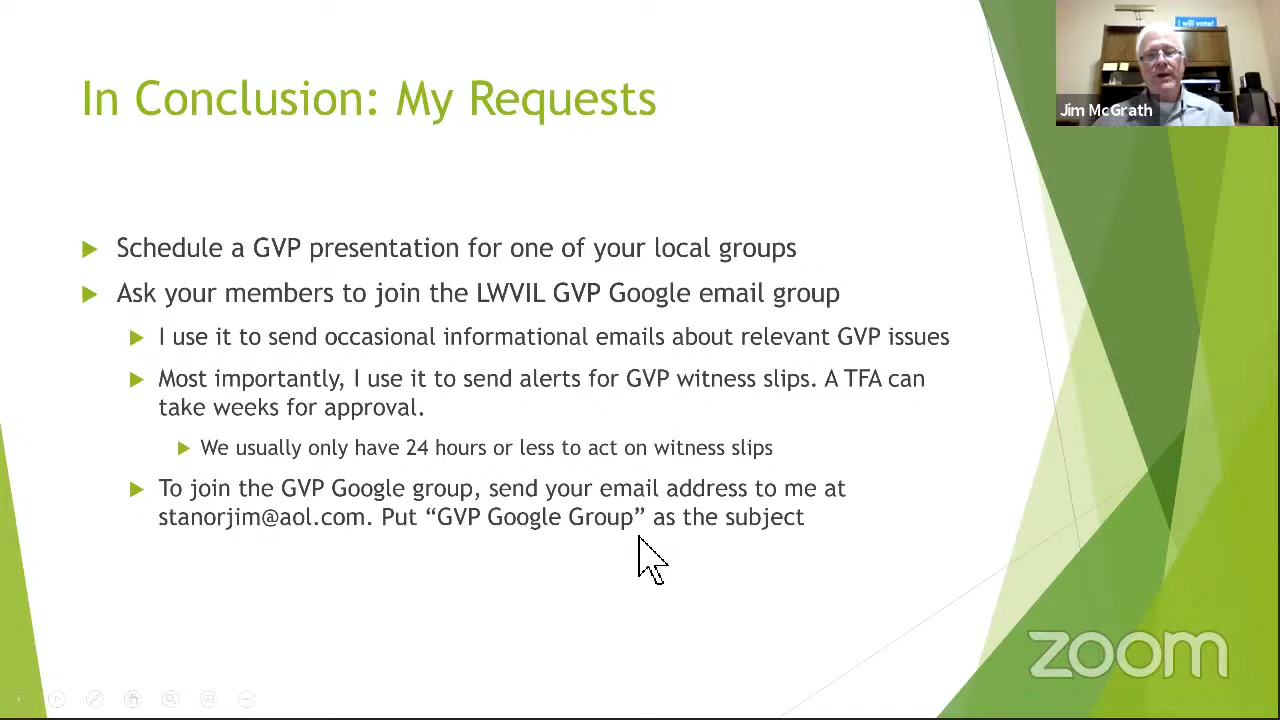 I will vote!
Jim McGrath
In Conclusion: My Requests
Schedule a GVP presentation for one of your local groups
Ask your members to join the LWVIL GVP Google email group
I use it to send occasional informational emails about relevant GVP issues
Most importantly, I use it to send alerts for GVP witness slips. A TFA can
take weeks for approval.
We usually only have 24 hours or less to act on witness slips
To join the GVP Google group, send your email address to me at
stanorjim@aol.com. Put “GVP Google Group” as the subject
zoom